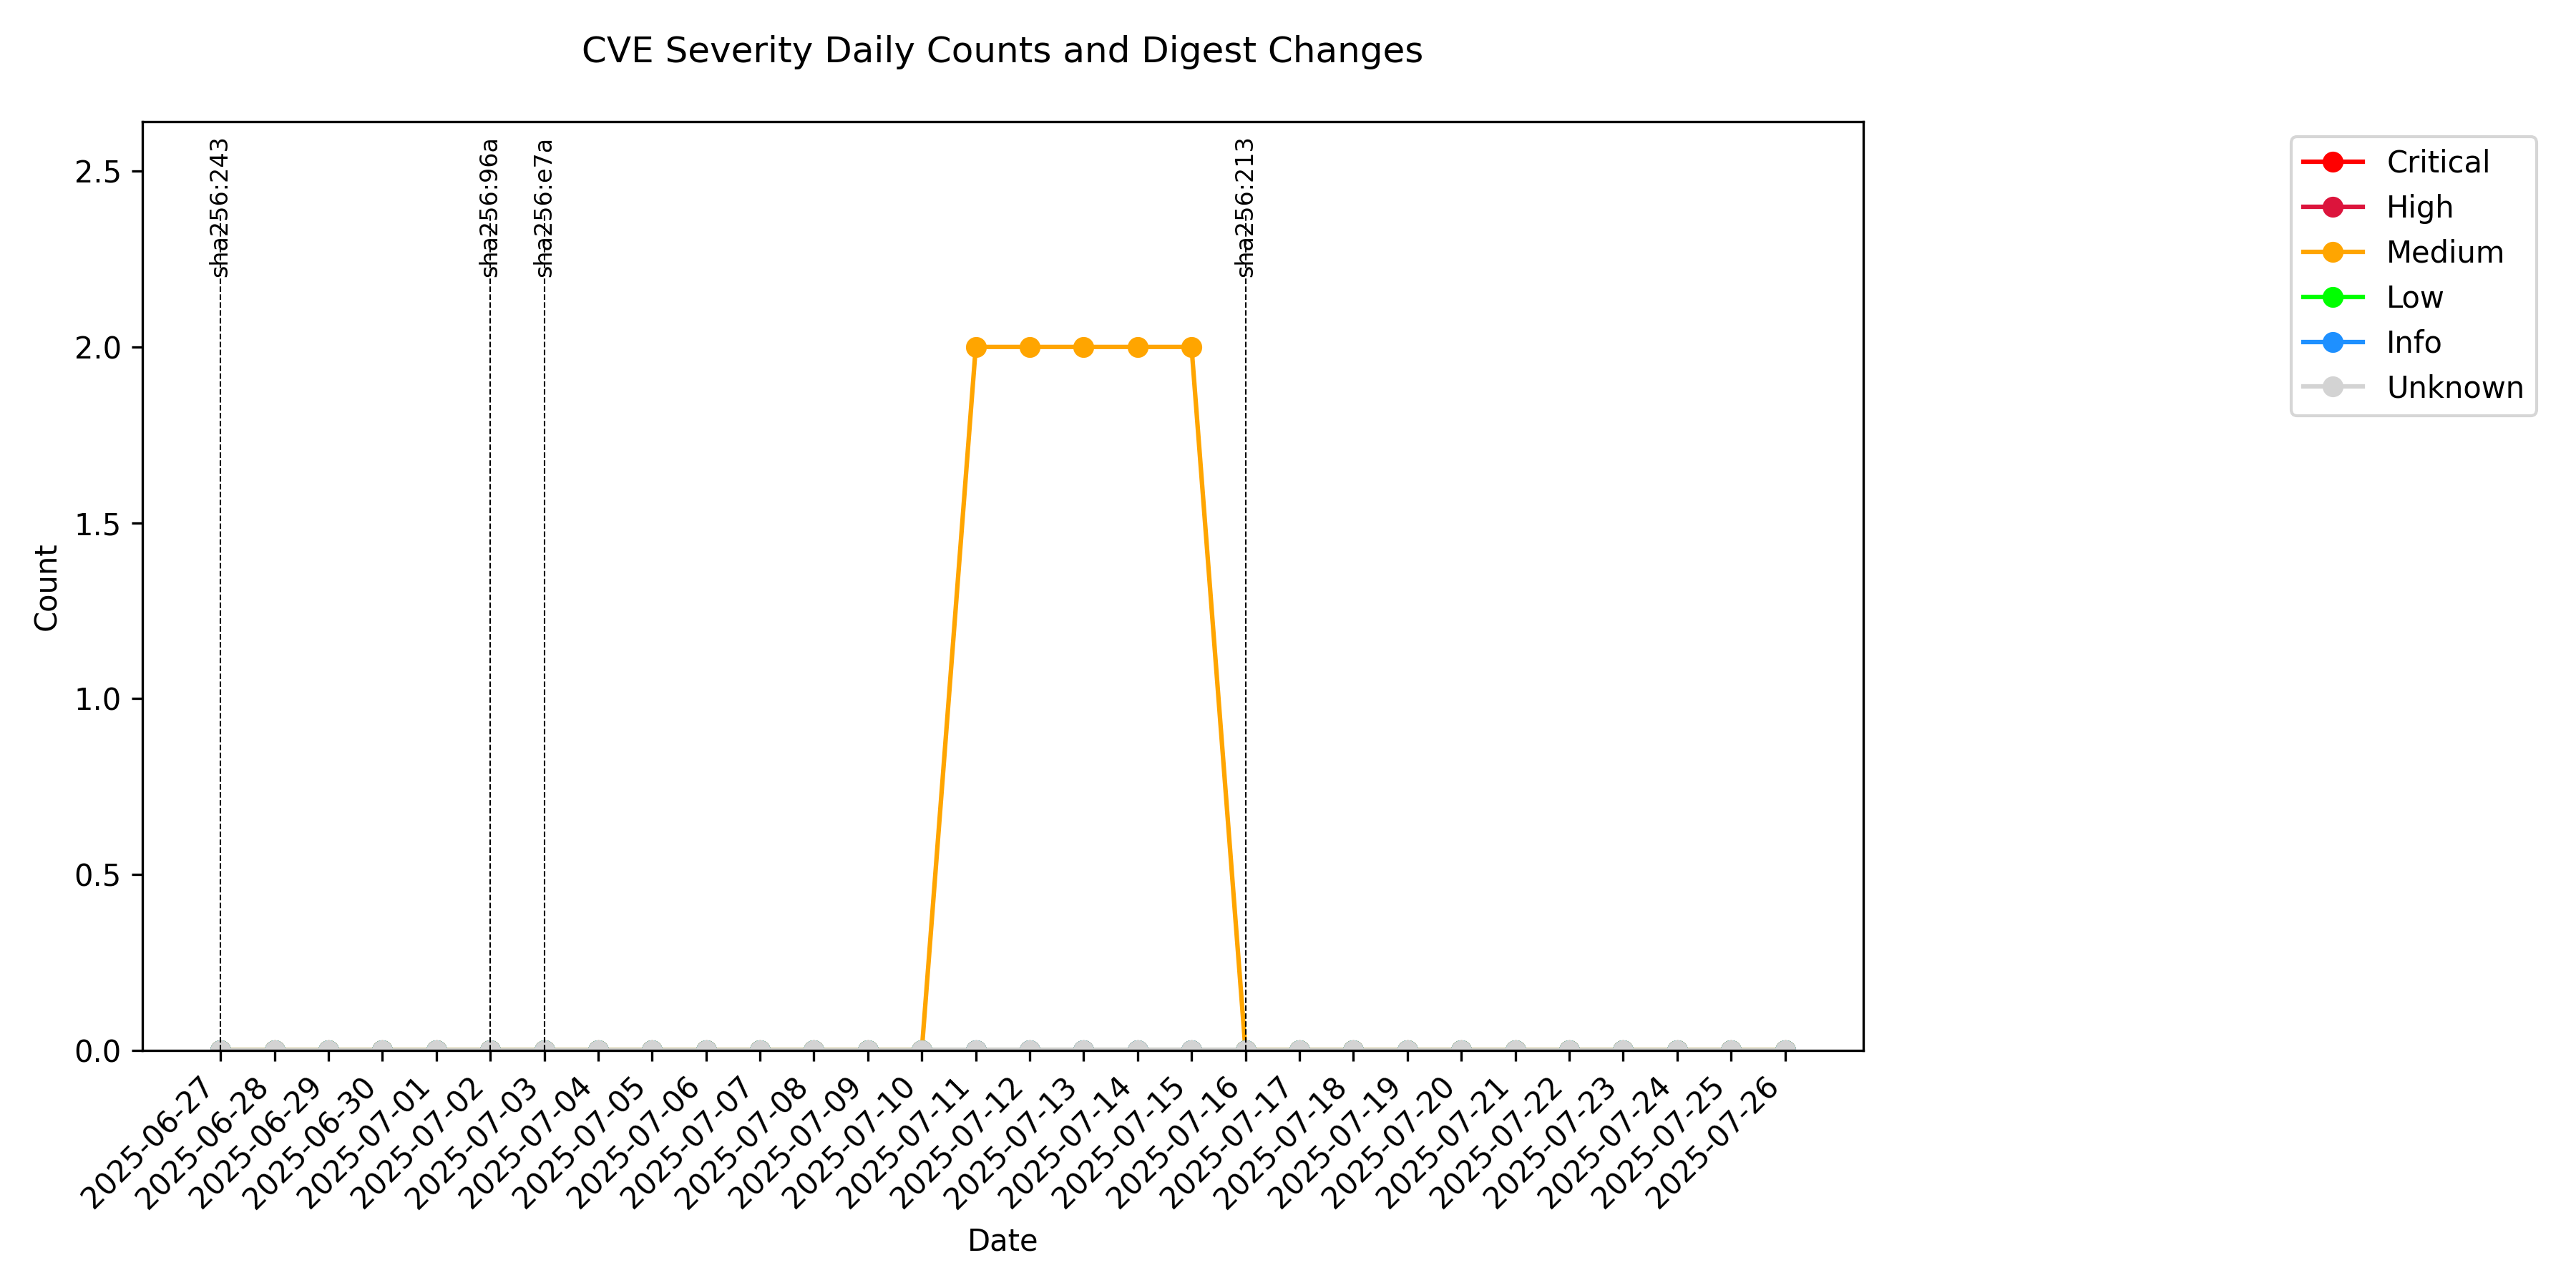 CVE Severity Daily Counts and Digest Changes
sha256:243
sha256:96a
sha256:e7a
sha256:213
Critical
High
Medium
Low
Info
Unknown
2.5
2.0
1.5
1.0
0.5
0.0
Count
2025-06-27
2025-06-28
2025-06-29
2025-06-30
2025-07-01
2025-07-02
2025-07-03
2025-07-04
2025-07-05
2025-07-06
2025-07-07
2025-07-08
2025-07-09
2025-07-10
2025-07-11
2025-07-12
2025-07-13
2025-07-14
2025-07-15
2025-07-16
2025-07-17
2025-07-18
2025-07-19
2025-07-20
2025-07-21
2025-07-22
2025-07-23
2025-07-24
2025-07-25
2025-07-26
Date